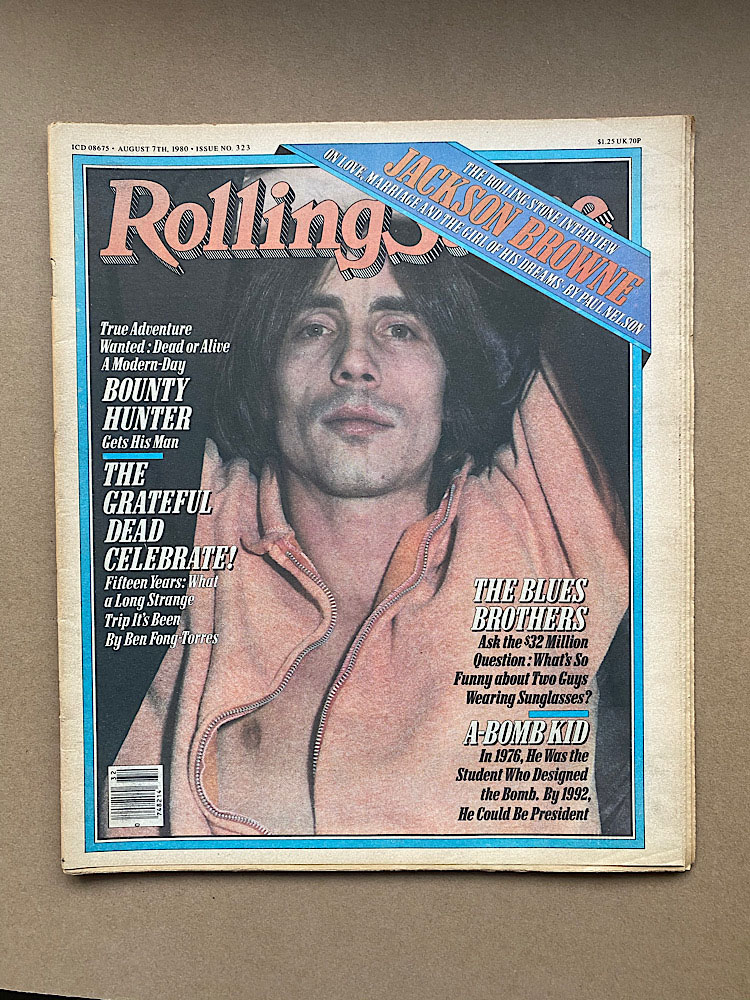 ICD 08675 • AUGUST 7TH, 1980 • ISSUE NO. 323
$1.25 UK 70P
Rolling
THE ROLLING STONE INTERVIEW
JACKSON BROWNE
ON LOVE, MARRIAGE AND THE GIRL OF HIS DREAMS • BY PAUL NELSON
True Adventure
Wanted : Dead or Alive
A Modern-Day
BOUNTY
HUNTER
Gets His Man
THE
GRATEFUL
DEAD
CELEBRATE!
Fifteen Years: What
a Long Strange
Trip It's Been
By Ben Fong-Torres
THE BLUES
BROTHERS
Ask the $32 Million
Question : What's So
Funny about Two Guys
Wearing Sunglasses?
A-BOMB KID
In 1976, He Was the
Student Who Designed
the Bomb. By 1992,
He Could Be President
32
0 748214